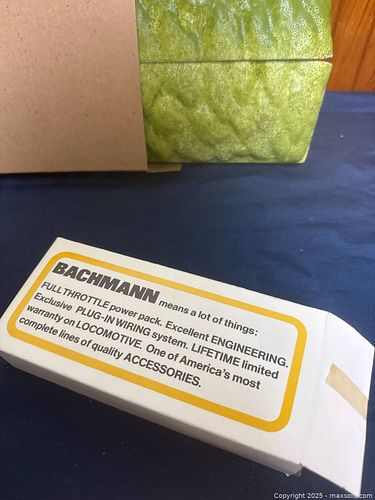 BACHMANN means a lot of things:
FULL THROTTLE power pack. Excellent ENGINEERING.
Exclusive PLUG-IN WIRING system, LIFETIME limited
warranty on LOCOMOTIVE. One of America's most
complete lines of quality ACCESSORIES.
Copyright 2025 - maxsold.com